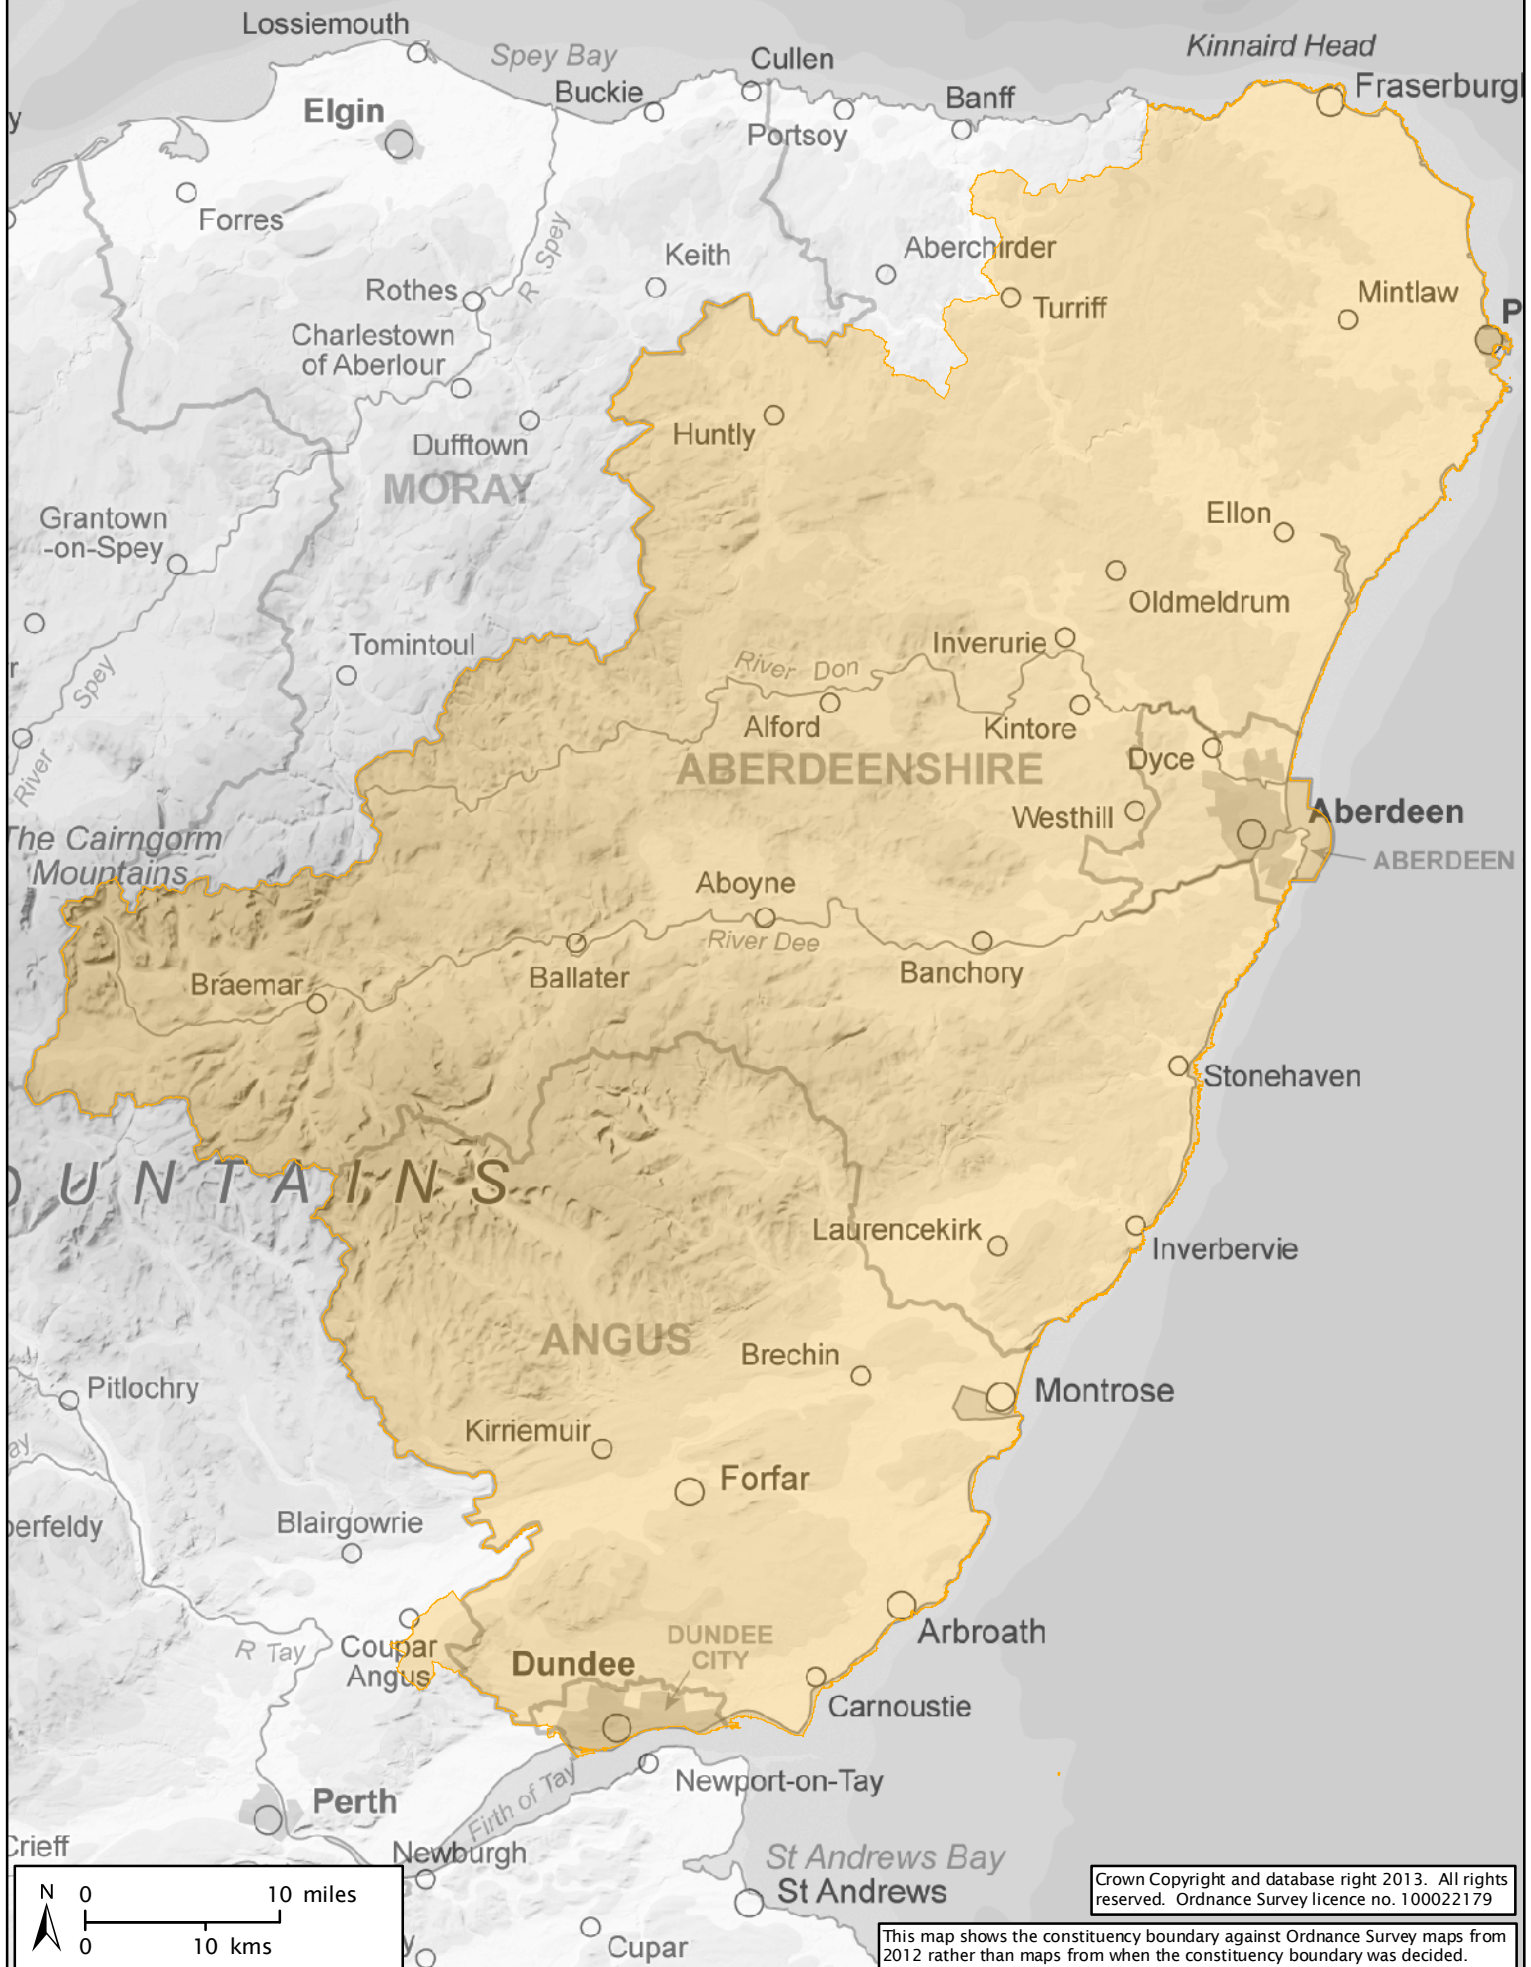 Lossiemouth
Spey Bay
Cullen
Kinnaird Head
Buckie
Banff
Fraserburgh
Elgin
Portsoy
Forres
Keith
R Spey
Aberchirder
Rothes
Turriff
Mintlaw
P
Charlestown
of Aberlour
Dufftown
Huntly
MORAY
Grantown
-on-Spey
Ellon
Oldmeldrum
Tomintoul
Inverurie
River Don
River Spey
Alford
Kintore
Dyce
ABERDEENSHIRE
Westhill
Aberdeen
ABERDEEN
The Cairngorm
Mountains
Aboyne
River Dee
Braemar
Ballater
Banchory
Stonehaven
OUNTAINS
Laurencekirk
Inverbervie
ANGUS
Brechin
Pitlochry
Montrose
Kirriemuir
Forfar
ay
berfeldy
Blairgowrie
Arbroath
R Tay
Coupar
Angus
DUNDEE
CITY
Dundee
Carnoustie
Newport-on-Tay
Firth of Tay
Perth
Crieff
Newburgh
St Andrews Bay
St Andrews
Cupar
N
0 10 miles
0 10 kms
Crown Copyright and database right 2013. All rights
reserved. Ordnance Survey licence no. 100022179
This map shows the constituency boundary against Ordnance Survey maps from
2012 rather than maps from when the constituency boundary was decided.